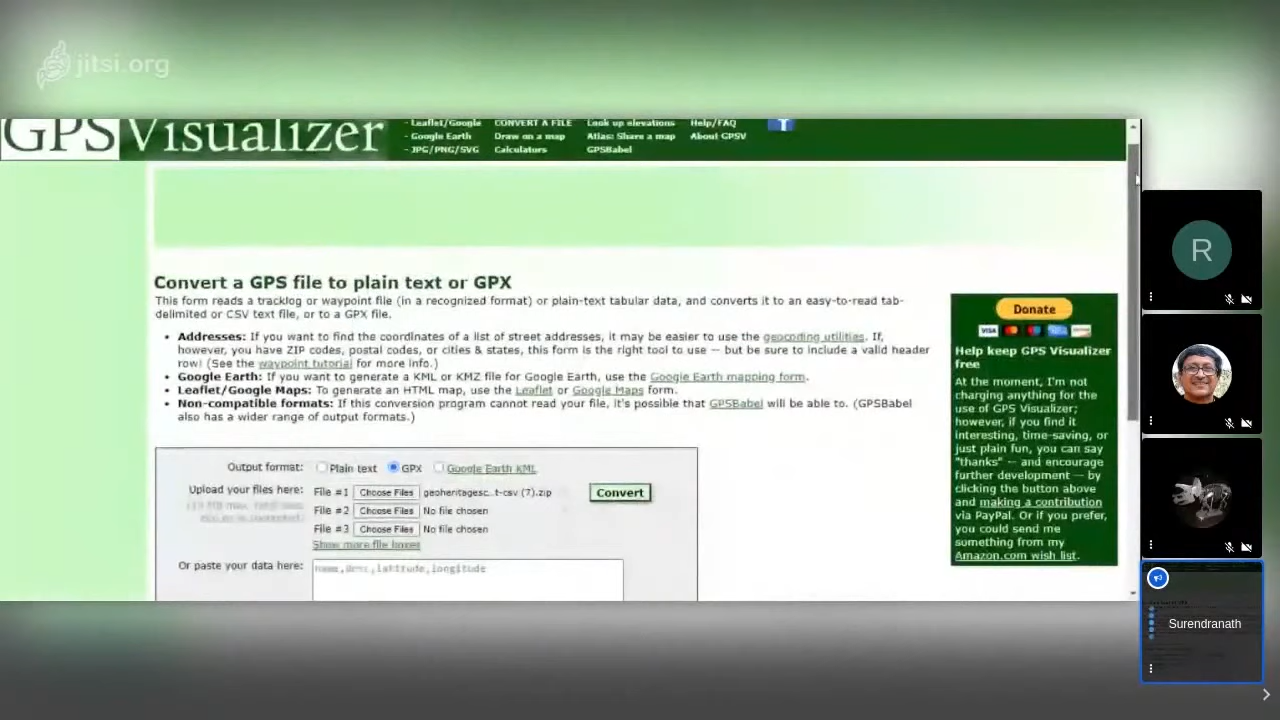 jitsi.org
GPS Visualizer
- Leaflet/Google CONVERT A FILE Look up elevations Help/FAQ
- Google Earth Draw on a map Atlas: Share a map About GPSV
- JPG/PNG/SVG Calculators GPSBabel
Convert a GPS file to plain text or GPX
This form reads a tracklog or waypoint file (in a recognized format) or plain-text tabular data, and converts it to an easy-to-read tab-
delimited or CSV text file, or to a GPX file.
• Addresses: If you want to find the coordinates of a list of street addresses, it may be easier to use the geocoding utilities. If,
however, you have ZIP codes, postal codes, or cities & states, this form is the right tool to use -- but be sure to include a valid header
row! (See the waypoint tutorial for more info.)
• Google Earth: If you want to generate a KML or KMZ file for Google Earth, use the Google Earth mapping form.
• Leaflet/Google Maps: To generate an HTML map, use the Leaflet or Google Maps form.
• Non-compatible formats: If this conversion program cannot read your file, it's possible that GPSBabel will be able to. (GPSBabel
also has a wider range of output formats.)
Output format: Plain text GPX Google Earth KML
Upload your files here: File #1 Choose Files geoheritagesc...t-csv (7).zip Convert
File #2 Choose Files No file chosen
File #3 Choose Files No file chosen
Show more file boxes
Or paste your data here: name,desc,latitude,longitude
Donate
VISA
Help keep GPS Visualizer
free
At the moment, I'm not
charging anything for the
use of GPS Visualizer;
however, if you find it
interesting, time-saving, or
just plain fun, you can say
"thanks" -- and encourage
further development -- by
clicking the button above
and making a contribution
via PayPal. Or if you prefer,
you could send me
something from my
Amazon.com wish list.
R
Surendranath